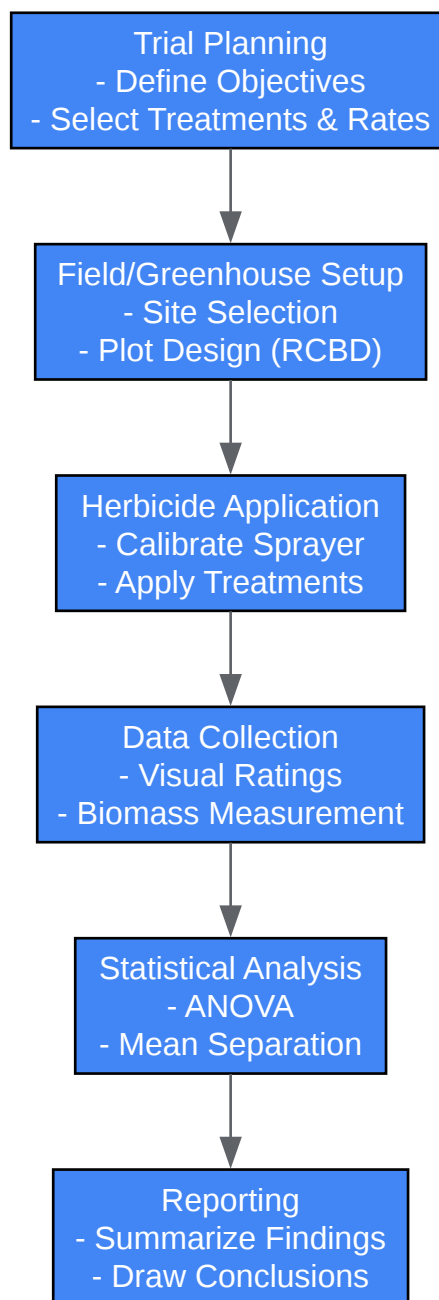 Trial Planning
- Define Objectives
- Select Treatments & Rates
Field/Greenhouse Setup
- Site Selection
- Plot Design (RCBD)
Herbicide Application
- Calibrate Sprayer
- Apply Treatments
Data Collection
- Visual Ratings
- Biomass Measurement
Statistical Analysis
- ANOVA
- Mean Separation
Reporting
- Summarize Findings
- Draw Conclusions